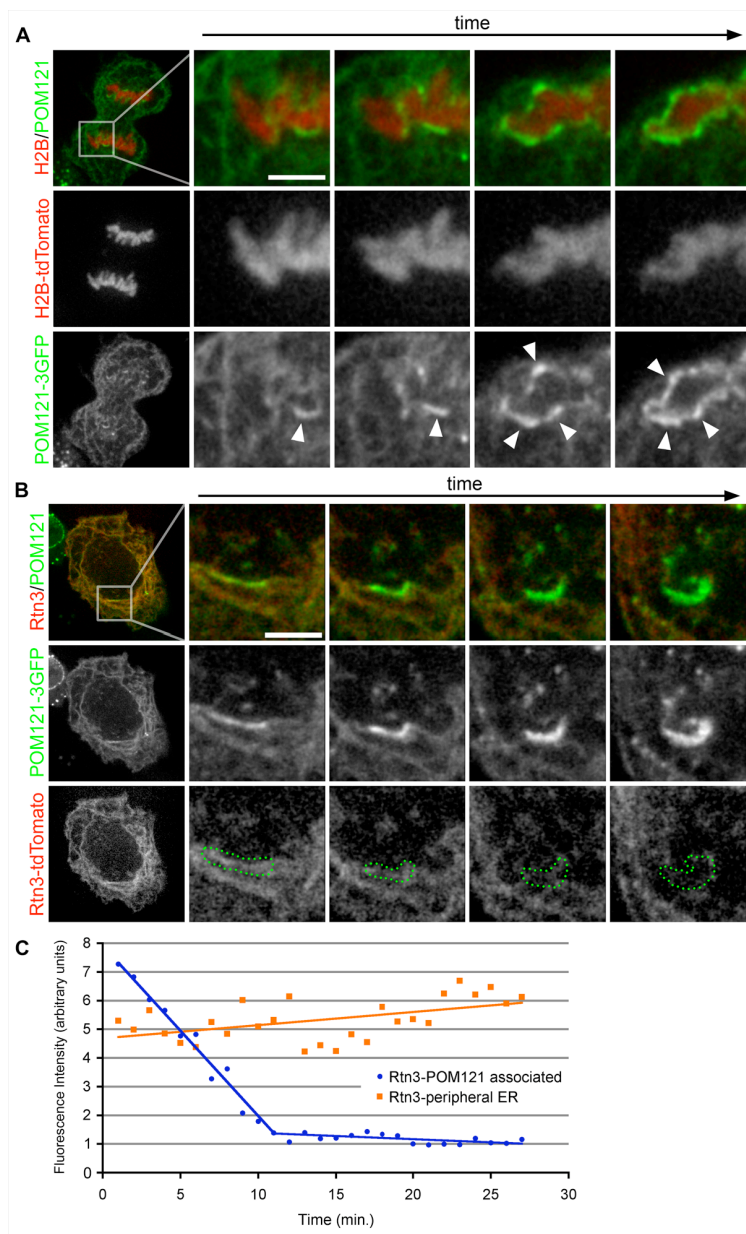 A
time
H2B/POM121
H2B-tdTomato
POM121-3GFP
B
time
Rtn3/POM121
POM121-3GFP
Rtn3-tdTomato
C
Fluorescence Intensity (arbitrary units)
8
7
6
5
4
3
2
1
0
Rtn3-POM121 associated
Rtn3-peripheral ER
0 5 10 15 20 25 30
Time (min.)